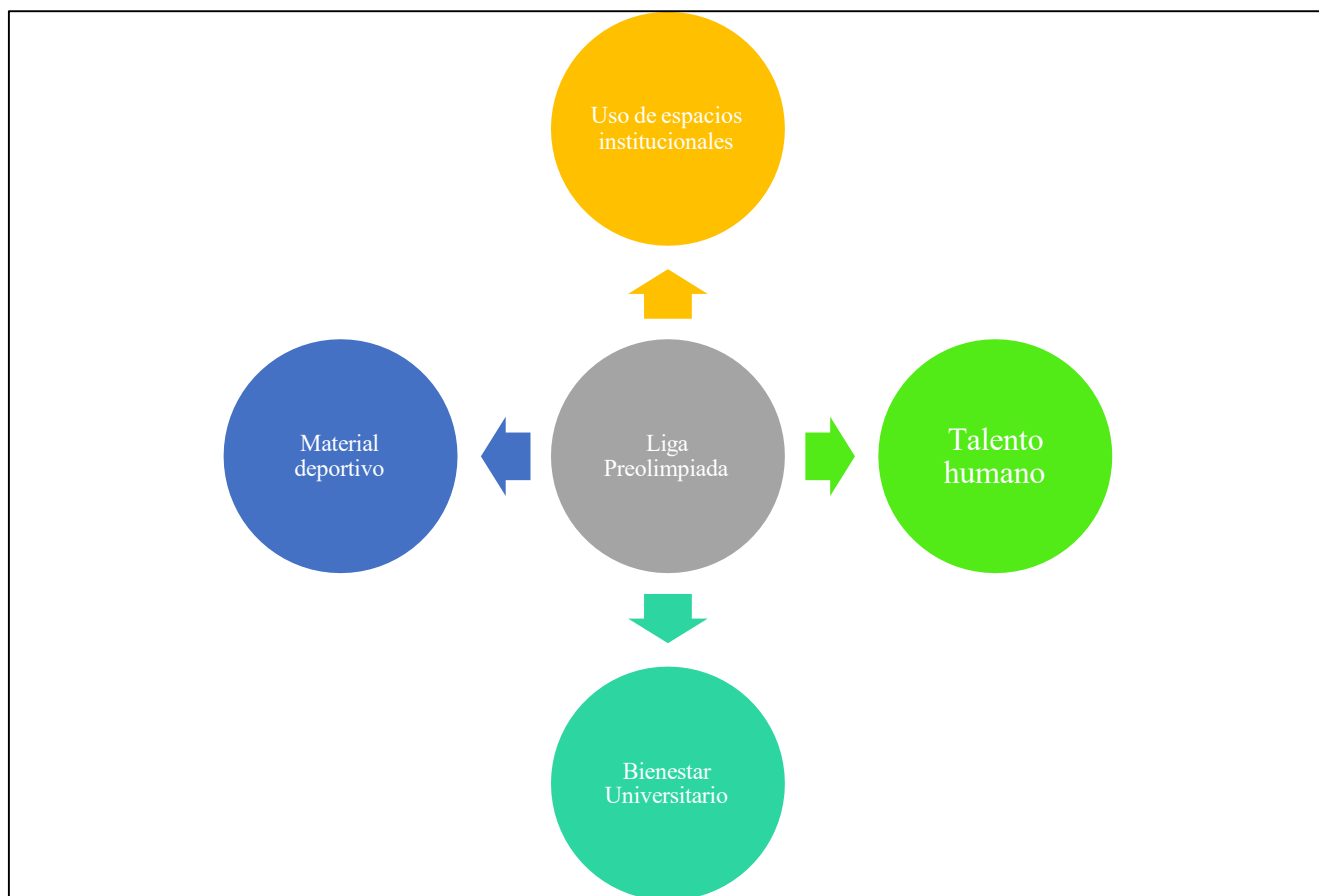 Uso de espacios
institucionales
Material
deportivo
Liga
Preolimpiada
Talento
humano
Bienestar
Universitario